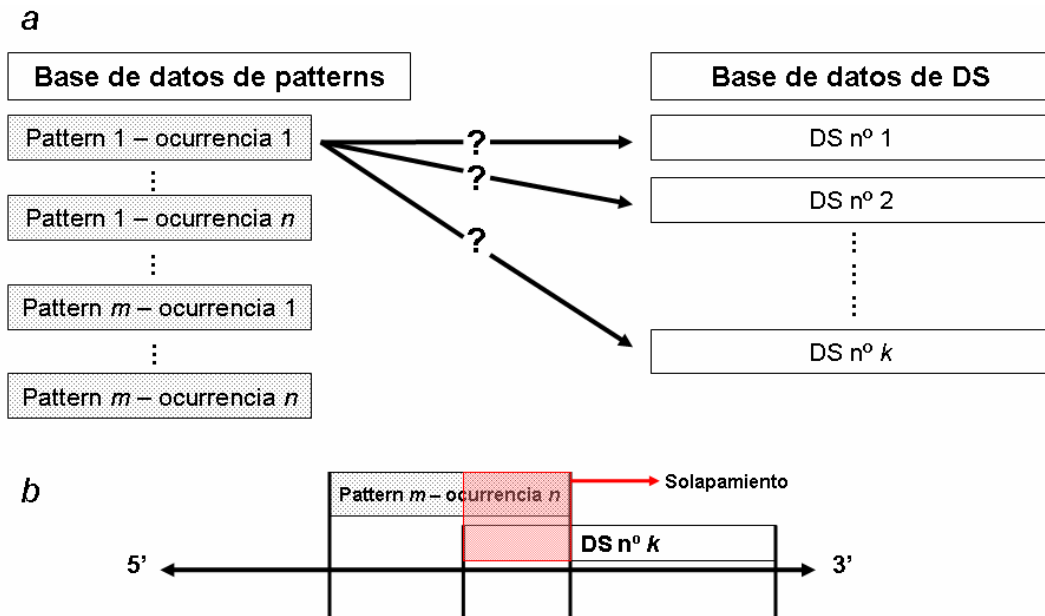 a
Base de datos de patterns
Base de datos de DS
Pattern 1 – ocurrencia 1
?
DS nº 1
?
DS nº 2
Pattern 1 – ocurrencia n
?
Pattern m – ocurrencia 1
DS nº k
Pattern m – ocurrencia n
b
Pattern m – ocurrencia n
Solapamiento
DS nº k
5’
3’